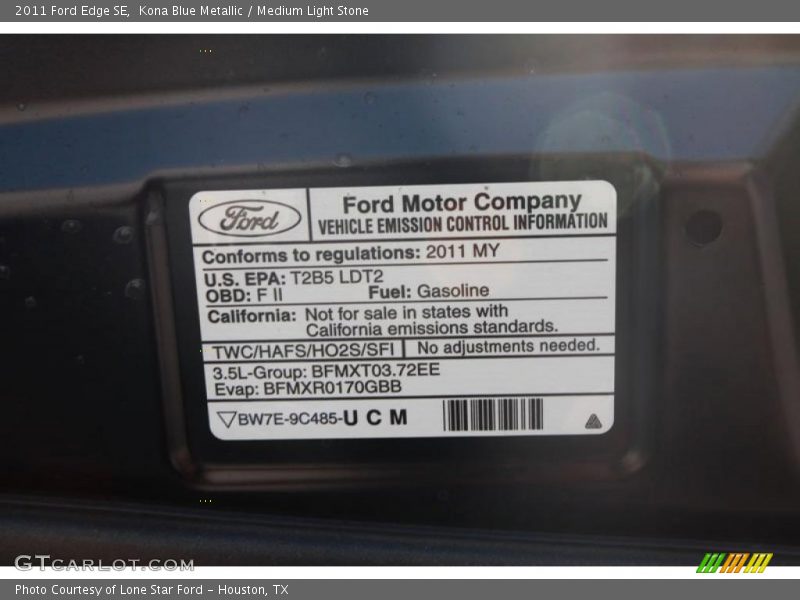 2011 Ford Edge SE,  Kona Blue Metallic / Medium Light Stone
Ford
Ford Motor Company
VEHICLE EMISSION CONTROL INFORMATION
Conforms to regulations: 2011 MY
U.S. EPA: T2B5 LDT2
OBD: F II Fuel: Gasoline
California: Not for sale in states with
California emissions standards.
TWC/HAFS/HO2S/SFI No adjustments needed.
3.5L-Group: BFMXT03.72EE
Evap: BFMXR0170GBB
BW7E-9C485-U C M
GTCARLOT.COM
Photo Courtesy of Lone Star Ford - Houston, TX